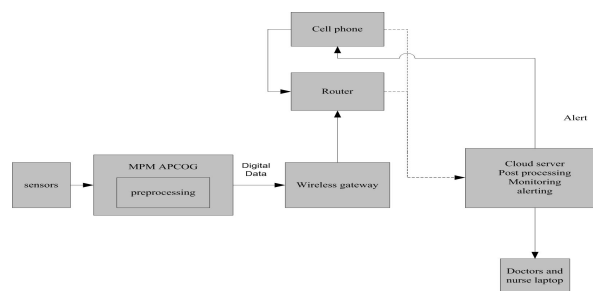 Cell phone
Router
Alert
sensors
MPM APCOG
preprocessing
Digital
Data
Wireless gateway
Cloud server
Post processing
Monitoring
alerting
Doctors and
nurse laptop